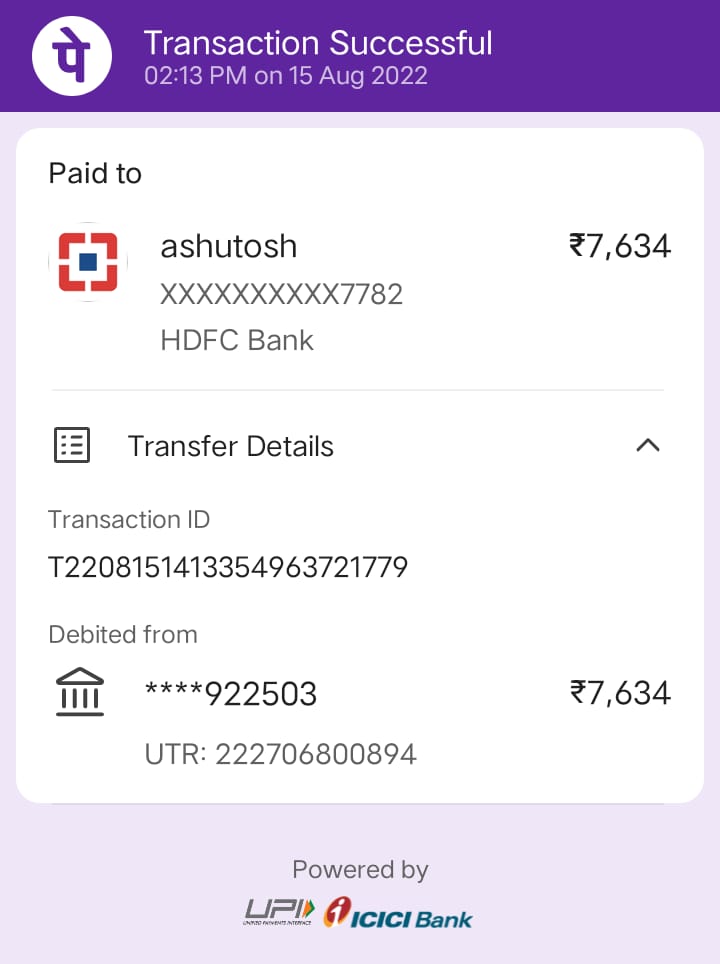 पे
Transaction Successful
02:13 PM on 15 Aug 2022
Paid to
ashutosh ₹7,634
XXXXXXXXXX7782
HDFC Bank
Transfer Details
Transaction ID
T2208151413354963721779
Debited from
****922503 ₹7,634
UTR: 222706800894
Powered by
UPI ICICI Bank
UNIFIED PAYMENTS INTERFACE